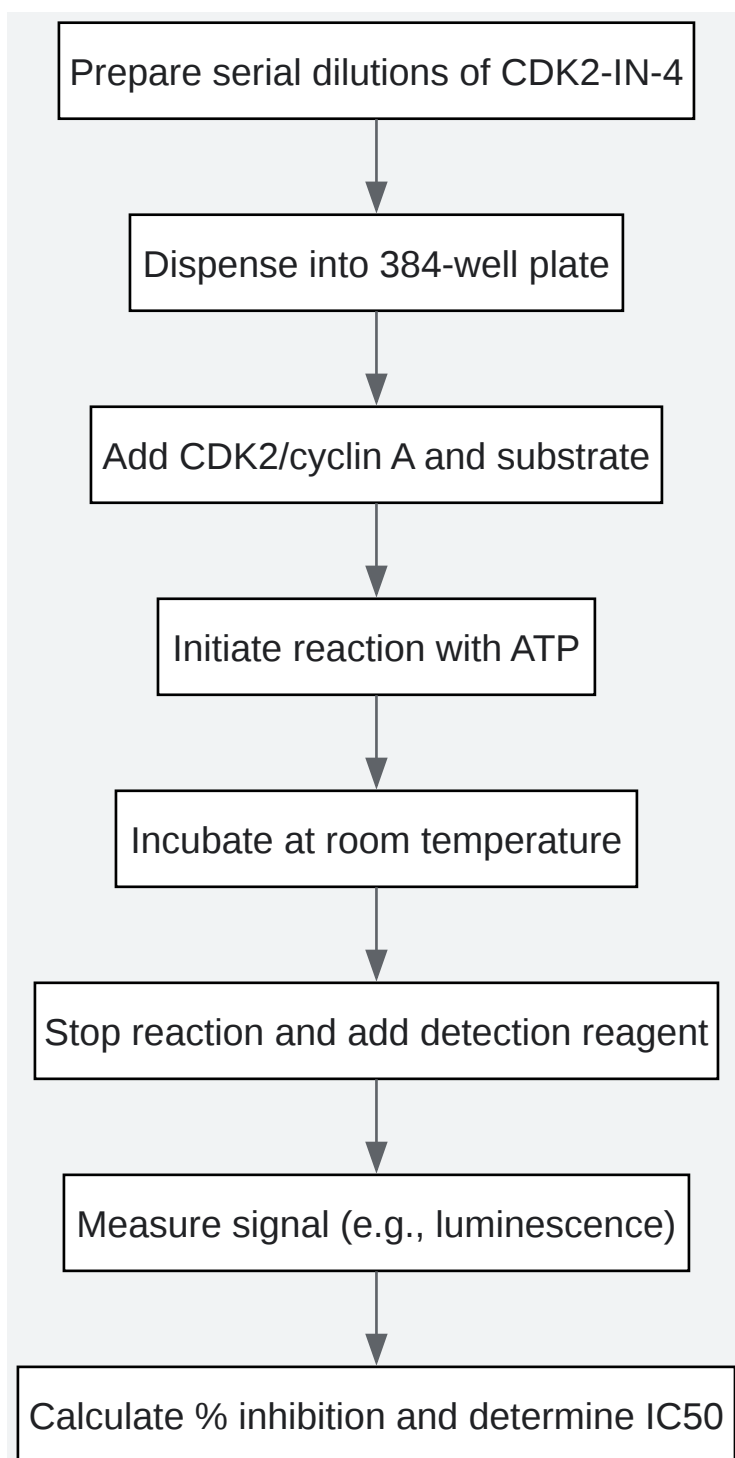 Prepare serial dilutions of CDK2-IN-4
Dispense into 384-well plate
Add CDK2/cyclin A and substrate
Initiate reaction with ATP
Incubate at room temperature
Stop reaction and add detection reagent
Measure signal (e.g., luminescence)
Calculate % inhibition and determine IC50